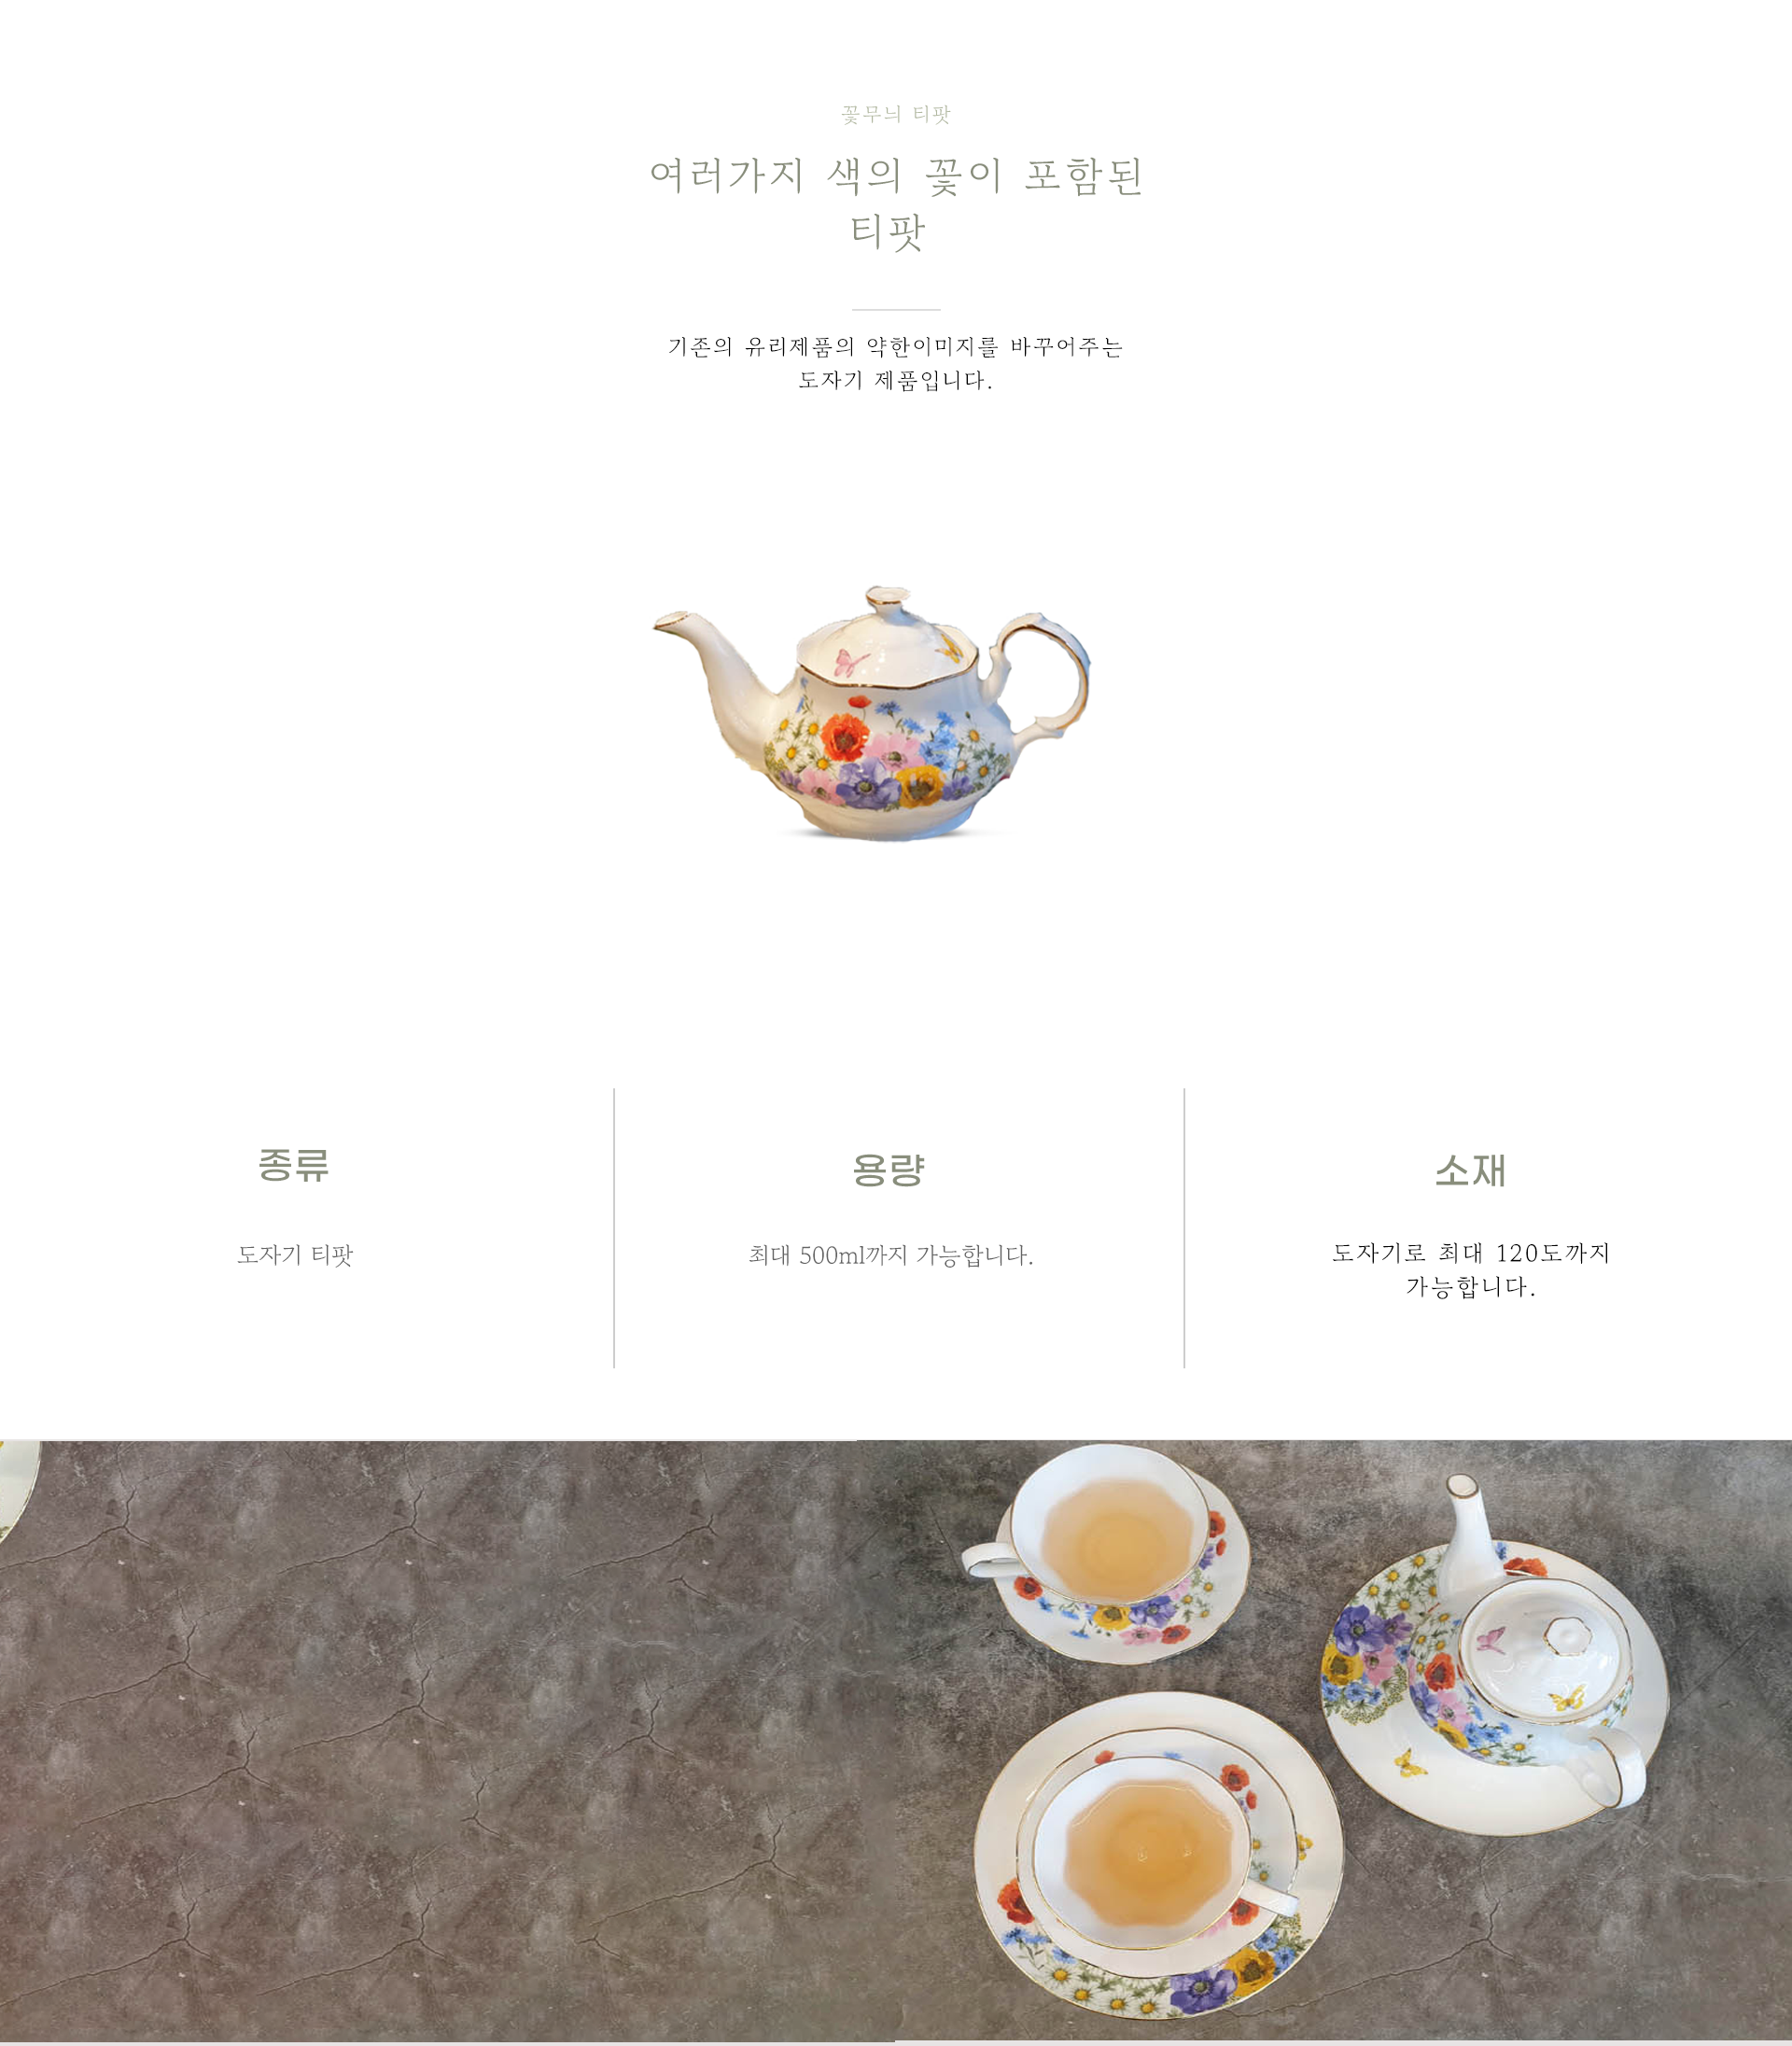 꽃무늬 티팟
여러가지 색의 꽃이 포함된
티팟
기존의 유리제품의 약한이미지를 바꾸어주는
도자기 제품입니다.
종류
도자기 티팟
용량
최대 500ml까지 가능합니다.
소재
도자기로 최대 120도까지
가능합니다.